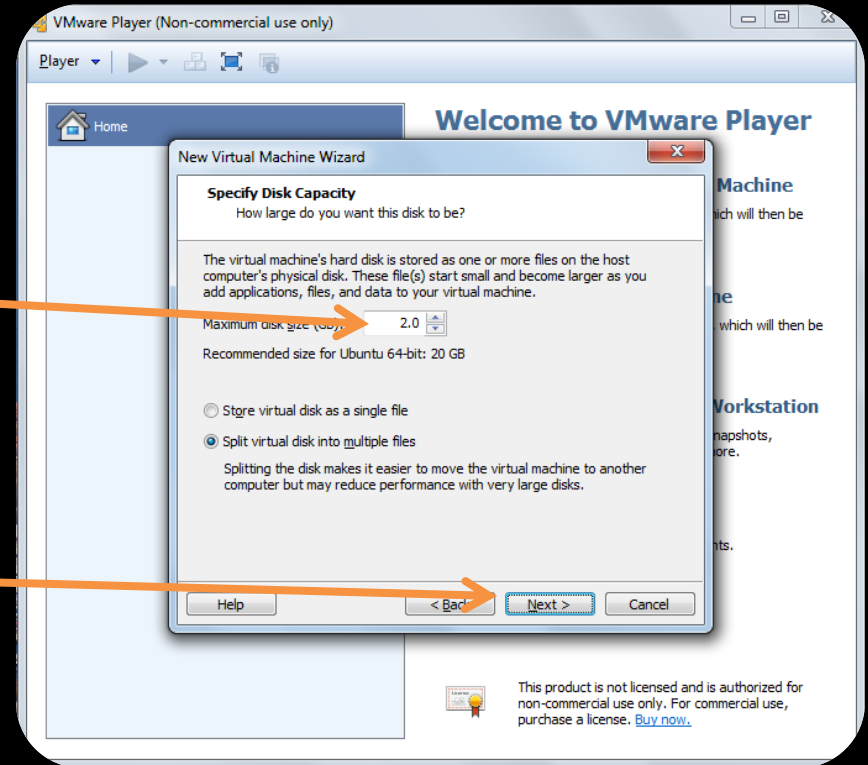 VMware Player (Non-commercial use only)
Player
Home
Welcome to VMware Player
New Virtual Machine Wizard
Machine
Specify Disk Capacity
How large do you want this disk to be?
which will then be
The virtual machine's hard disk is stored as one or more files on the host
computer's physical disk. These file(s) start small and become larger as you
add applications, files, and data to your virtual machine.
Maximum disk size (GB): 2.0
which will then be
Recommended size for Ubuntu 64-bit: 20 GB
Store virtual disk as a single file
Workstation
Split virtual disk into multiple files
snapshots,
Splitting the disk makes it easier to move the virtual machine to another
computer but may reduce performance with very large disks.
Help
< Back
Next >
Cancel
This product is not licensed and is authorized for
non-commercial use only. For commercial use,
purchase a license. Buy now.